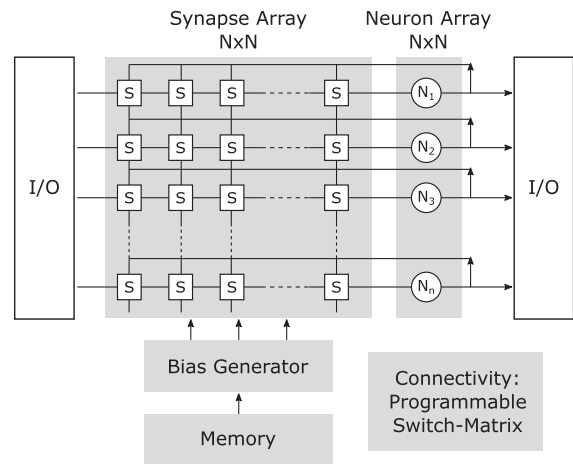 Synapse Array
NxN
Neuron Array
NxN
I/O
S S S S N1
S S S S N2
S S S S N3
S S S S Nn
I/O
Bias Generator
Memory
Connectivity:
Programmable
Switch-Matrix